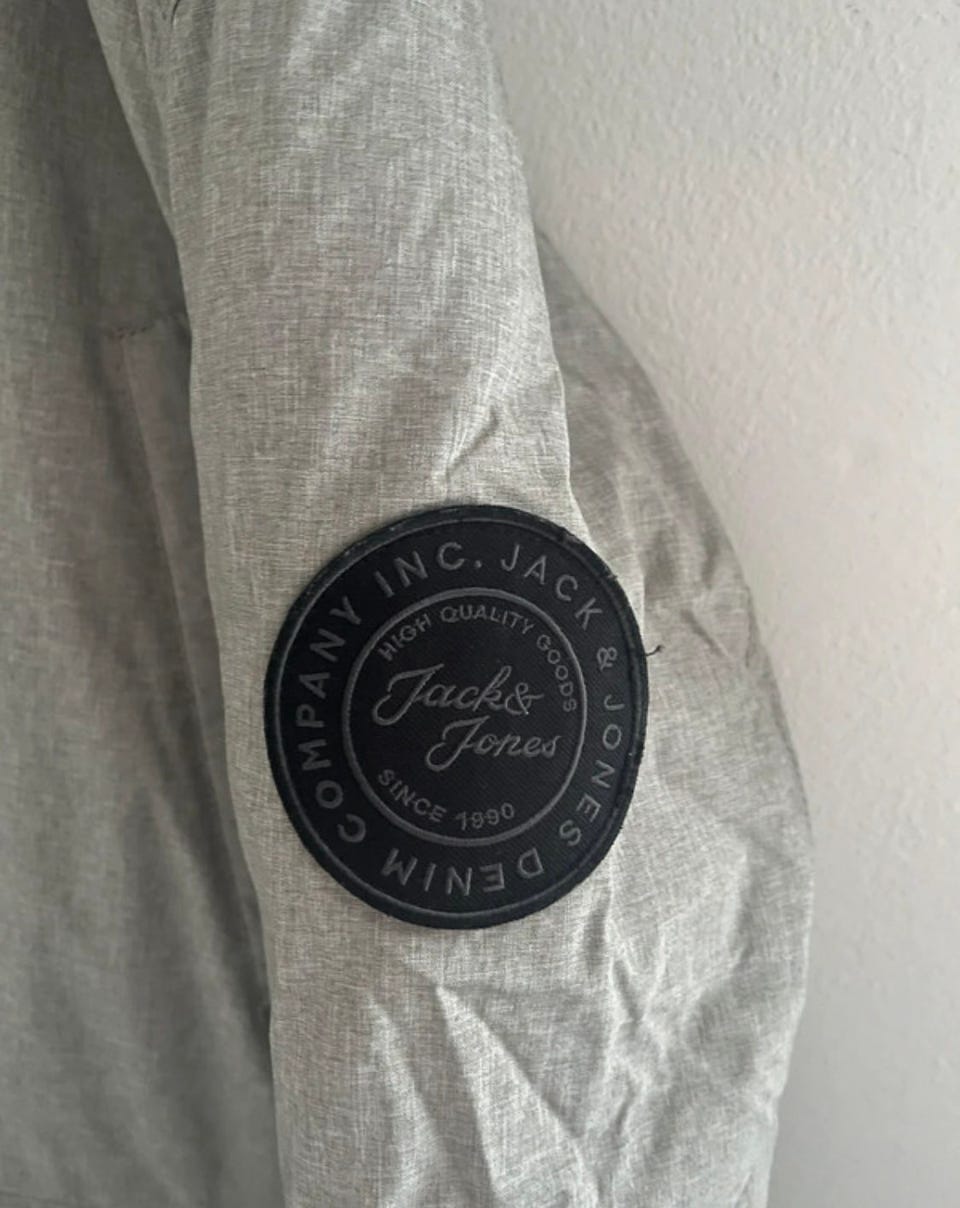 JACK & JONES DENIM COMPANY INC.
HIGH QUALITY GOODS
Jack&
Jones
SINCE 1990